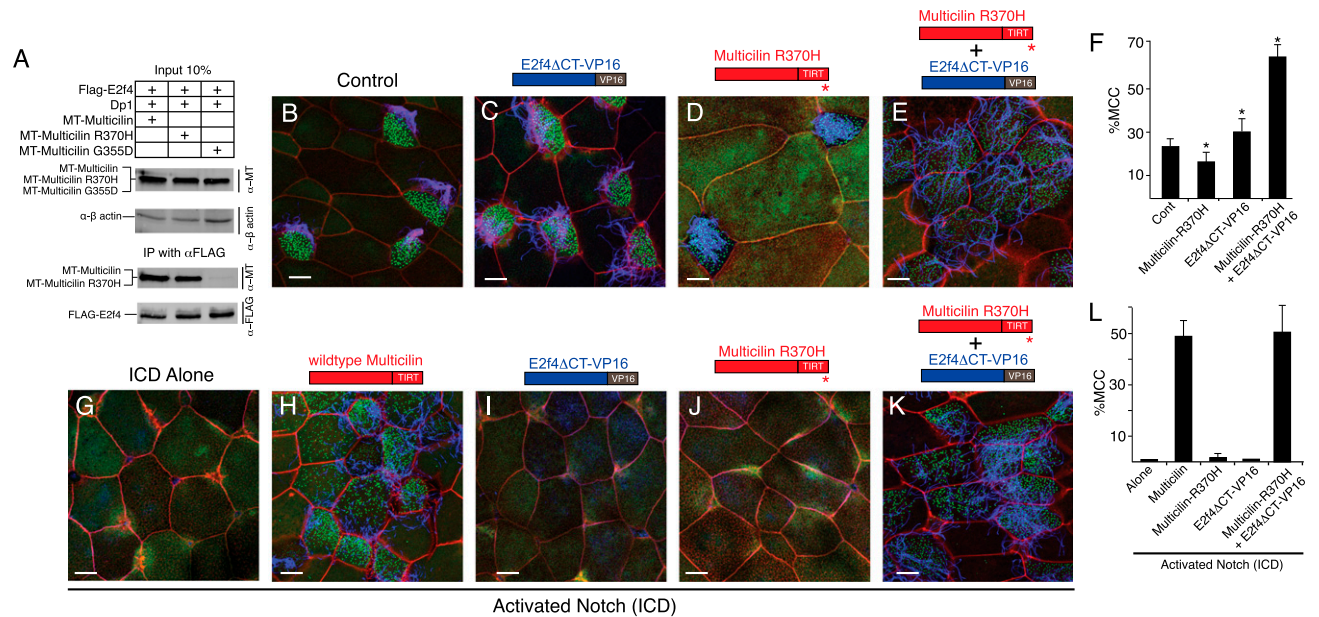 A
Input 10%
Flag-E2f4 + + +
Dp1 + + +
MT-Multicilin +
MT-Multicilin R370H +
MT-Multicilin G355D +
MT-Multicilin
MT-Multicilin R370H
MT-Multicilin G355D
α-MT
α-β actin
α-β actin
IP with αFLAG
MT-Multicilin
MT-Multicilin R370H
α-MT
FLAG-E2f4
α-FLAG
Control
B
E2f4ΔCT-VP16
VP16
C
Multicilin R370H
TIRT
*
D
Multicilin R370H
TIRT
*
+
E2f4ΔCT-VP16
VP16
E
F
70
50
30
10
%MCC
*
*
*
Cont
Multicilin-R370H
E2f4ΔCT-VP16
Multicilin-R370H
+ E2f4ΔCT-VP16
ICD Alone
G
wildtype Multicilin
TIRT
H
E2f4ΔCT-VP16
VP16
I
Multicilin R370H
TIRT
*
J
Multicilin R370H
TIRT
*
+
E2f4ΔCT-VP16
VP16
K
Activated Notch (ICD)
L
50
30
10
%MCC
Alone
Multicilin
Multicilin-R370H
E2f4ΔCT-VP16
Multicilin-R370H
+ E2f4ΔCT-VP16
Activated Notch (ICD)